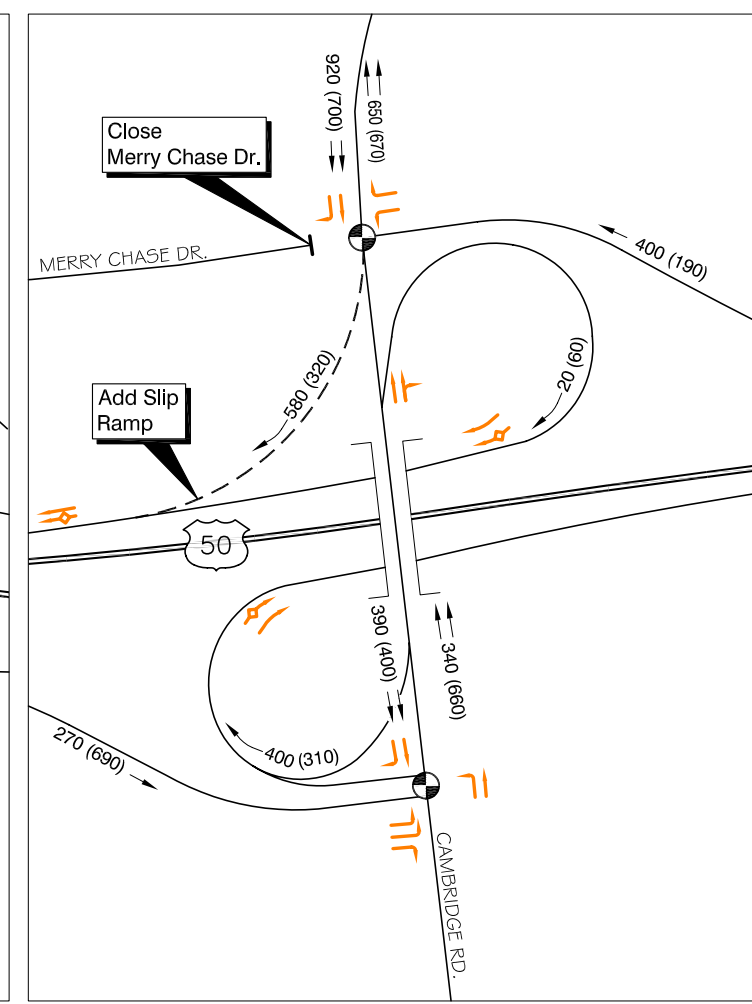 920 (700)
650 (670)
Close
Merry Chase Dr.
MERRY CHASE DR.
400 (190)
580 (320)
20 (60)
Add Slip
Ramp
50
390 (400)
340 (660)
270 (690)
400 (310)
CAMBRIDGE RD.